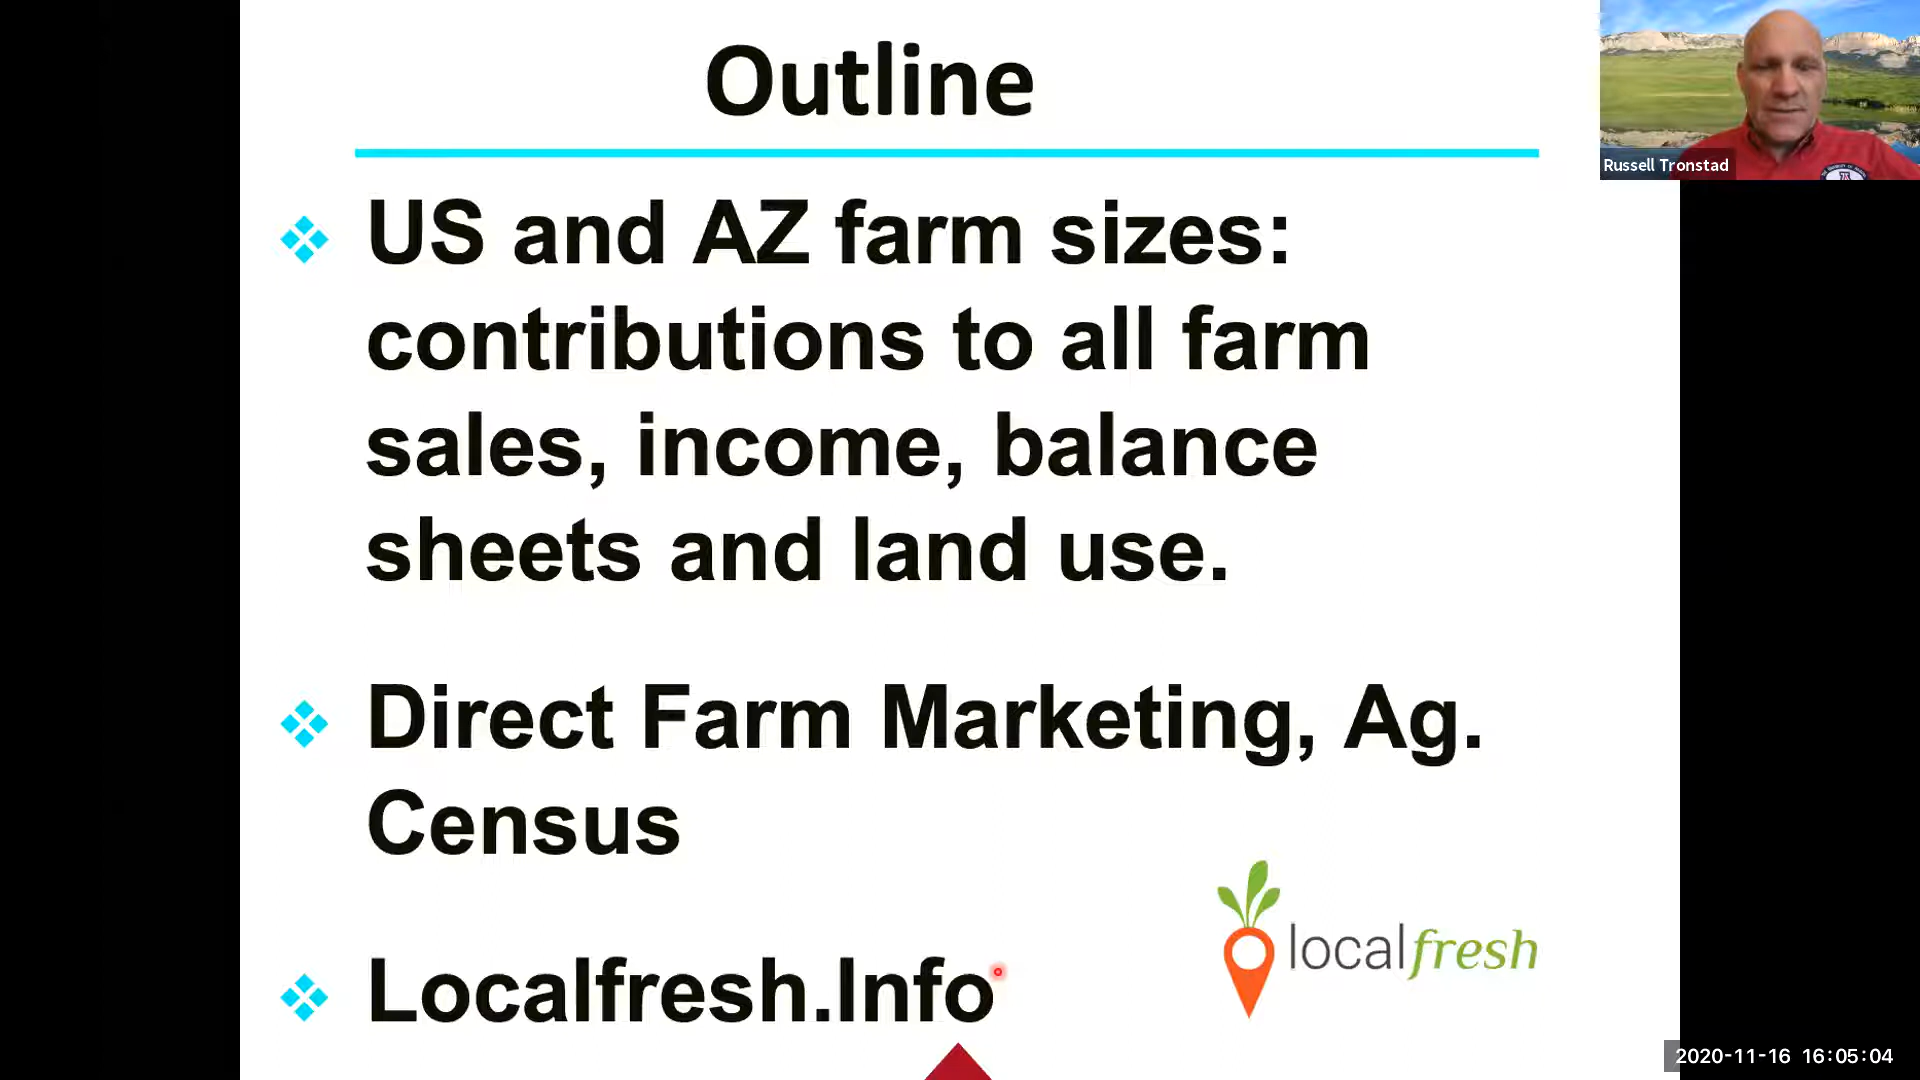 Outline
US and AZ farm sizes:
contributions to all farm
sales, income, balance
sheets and land use.
Direct Farm Marketing, Ag.
Census
Localfresh.Info
localfresh
Russell Tronstad
2020-11-16 16:05:04